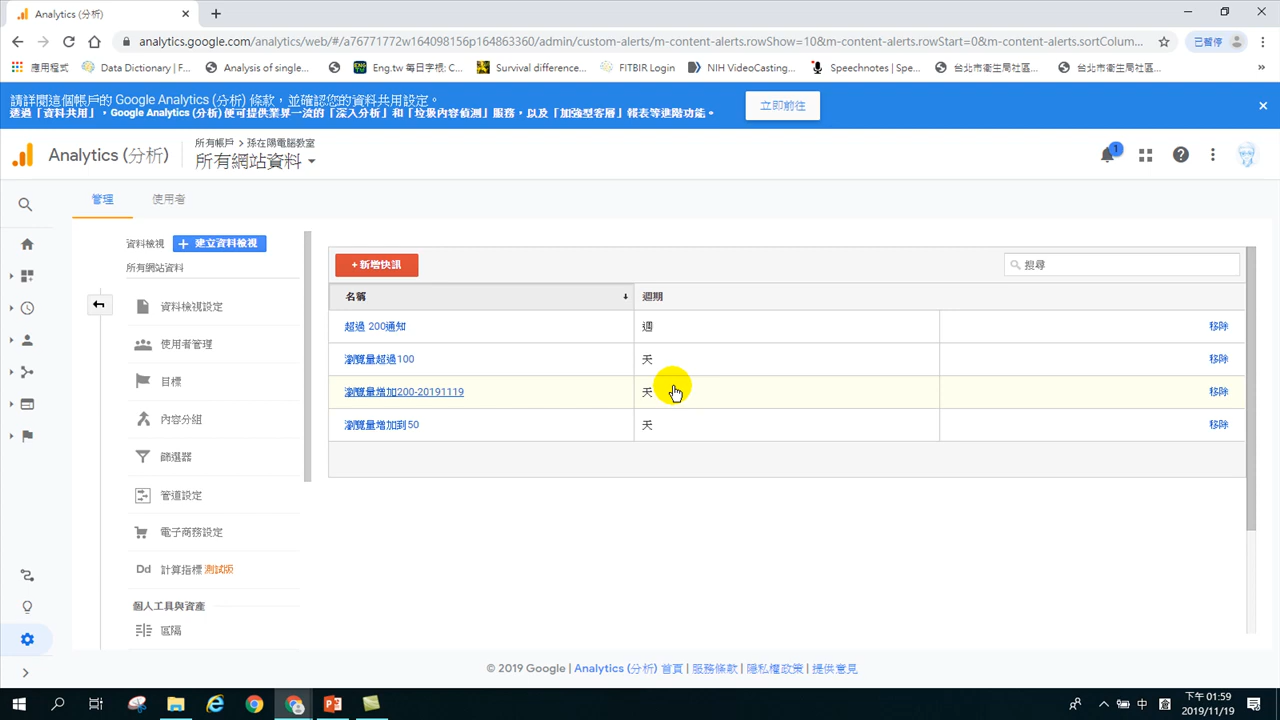 Analytics (分析)
analytics.google.com/analytics/web/#/a76771772w164098156p164863360/admin/custom-alerts/m-content-alerts.rowShow=10&m-content-alerts.rowStart=0&m-content-alerts.sortColum...
已暫停
應用程式
Data Dictionary | F...
Analysis of single...
Eng.tw 每日字根; C...
Survival difference...
FITBIR Login
NIH VideoCasting...
Speechnotes | Spe...
台北市衛生局社區...
台北市衛生局社區...
»
請詳閱這個帳戶的 Google Analytics (分析) 條款，並確認您的資料共用設定。
透過「資料共用」，Google Analytics (分析) 便可提供業界一流的「深入分析」和「垃圾內容偵測」服務，以及「加強型客層」報表等進階功能。
立即前往
Analytics (分析)
所有帳戶 > 孫在陽電腦教室
所有網站資料
1
管理
使用者
資料檢視
+ 建立資料檢視
所有網站資料
資料檢視設定
使用者管理
目標
內容分組
篩選器
管道設定
電子商務設定
Dd 計算指標 測試版
個人工具與資產
區隔
+ 新增快訊
搜尋
名稱
週期
超過 200通知
週
移除
瀏覽量超過100
天
移除
瀏覽量增加200-20191119
天
移除
瀏覽量增加到50
天
移除
© 2019 Google | Analytics (分析) 首頁 | 服務條款 | 隱私權政策 | 提供意見
中
下午 01:59
2019/11/19